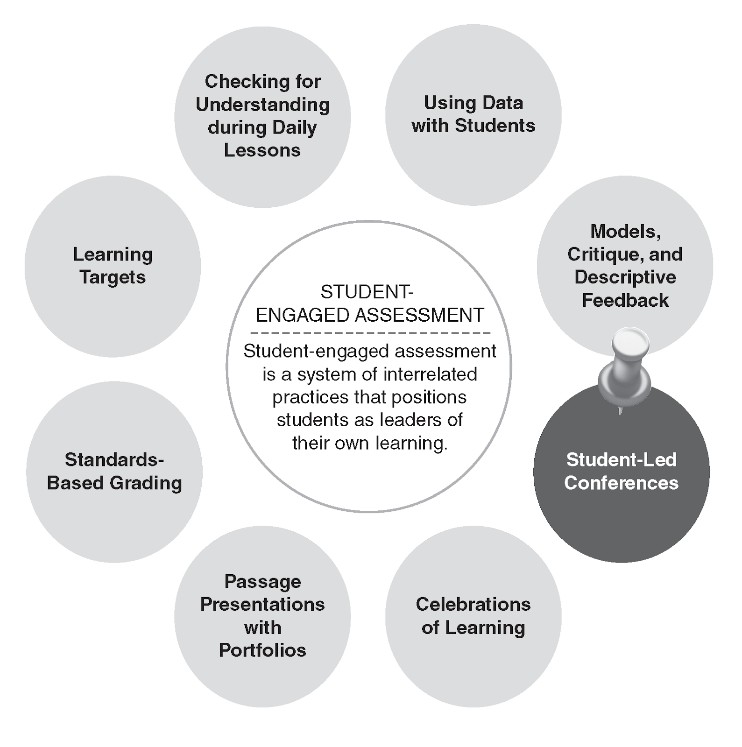 Checking for
Understanding
during Daily
Lessons
Using Data
with Students
Learning
Targets
Models,
Critique, and
Descriptive
Feedback
STUDENT-
ENGAGED ASSESSMENT
Student-engaged assessment
is a system of interrelated
practices that positions
students as leaders of
their own learning.
Standards-
Based Grading
Student-Led
Conferences
Passage
Presentations
with
Portfolios
Celebrations
of Learning